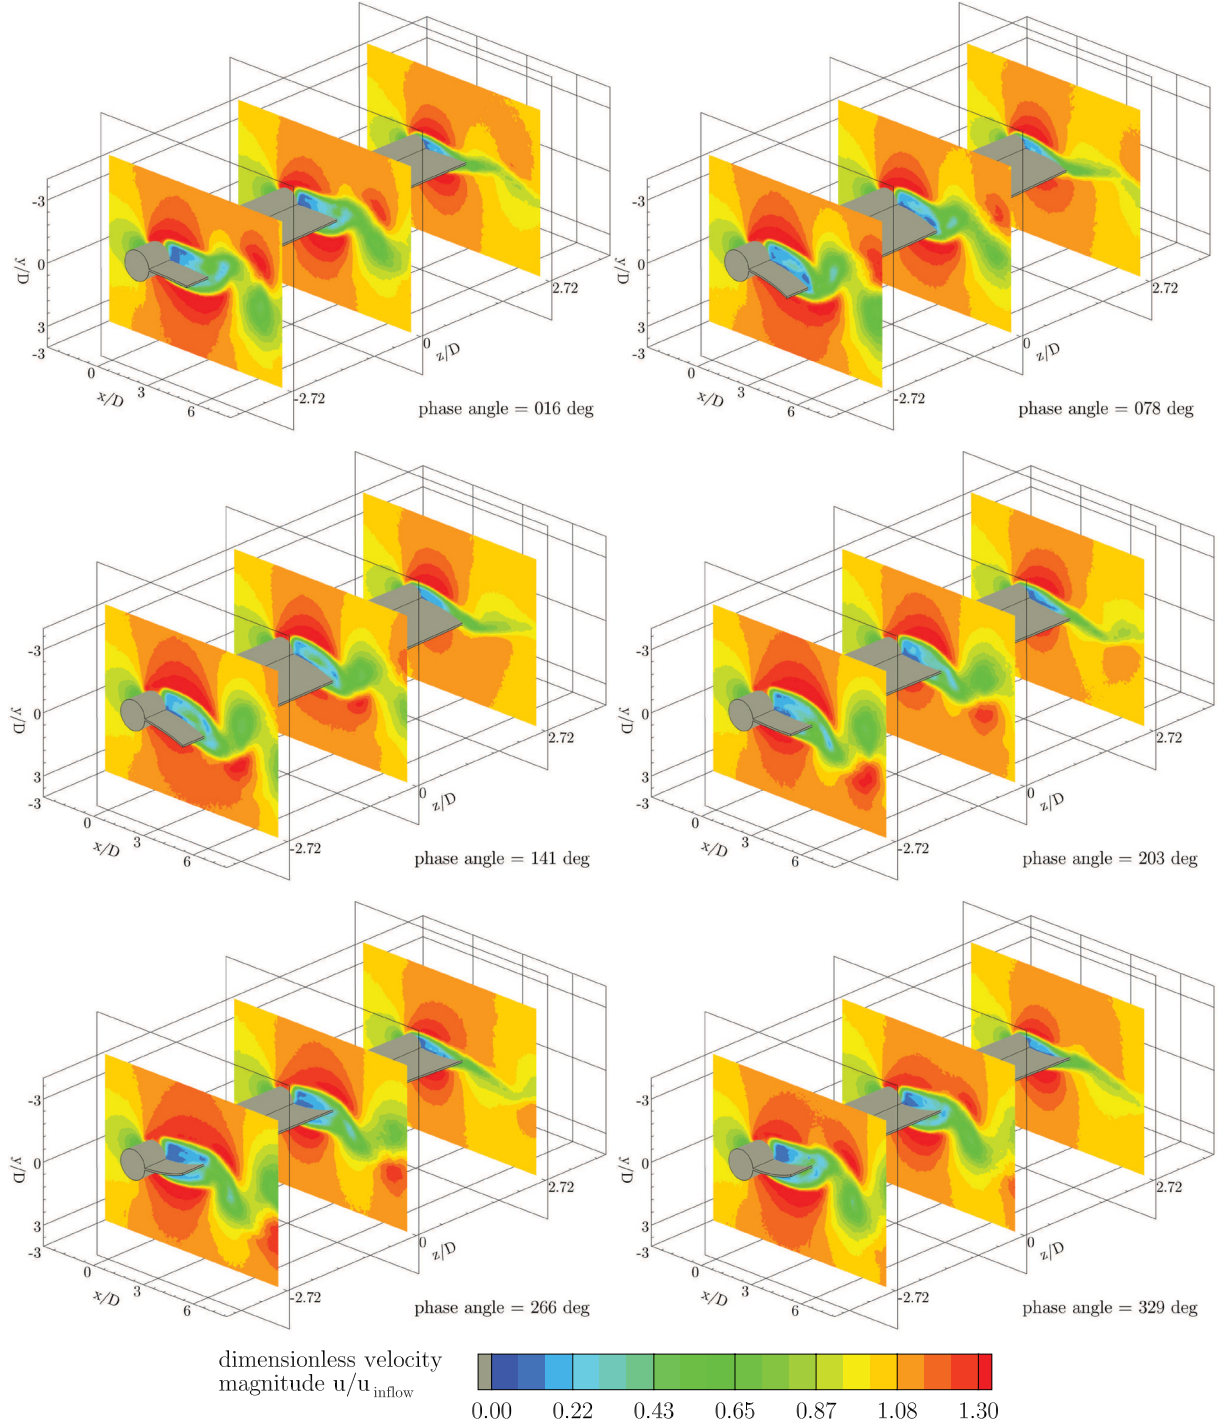 -3
0
3
-3
y/D
0
3
6
x/D
-2.72
0
2.72
z/D
phase angle = 016 deg
-3
0
3
-3
y/D
0
3
6
x/D
-2.72
0
2.72
z/D
phase angle = 078 deg
-3
0
3
-3
y/D
0
3
6
x/D
-2.72
0
2.72
z/D
phase angle = 141 deg
-3
0
3
-3
y/D
0
3
6
x/D
-2.72
0
2.72
z/D
phase angle = 203 deg
-3
0
3
-3
y/D
0
3
6
x/D
-2.72
0
2.72
z/D
phase angle = 266 deg
-3
0
3
-3
y/D
0
3
6
x/D
-2.72
0
2.72
z/D
phase angle = 329 deg
dimensionless velocity
magnitude u/u inflow
0.00 0.22 0.43 0.65 0.87 1.08 1.30